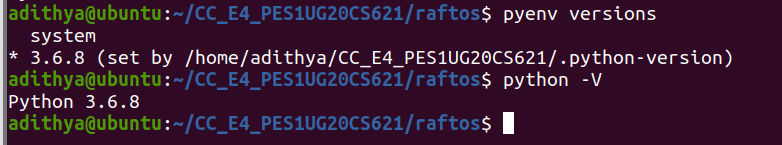 adithya@ubuntu:~/CC_E4_PES1UG20CS621/raftos$ pyenv versions
  system
* 3.6.8 (set by /home/adithya/CC_E4_PES1UG20CS621/.python-version)
adithya@ubuntu:~/CC_E4_PES1UG20CS621/raftos$ python -V
Python 3.6.8
adithya@ubuntu:~/CC_E4_PES1UG20CS621/raftos$